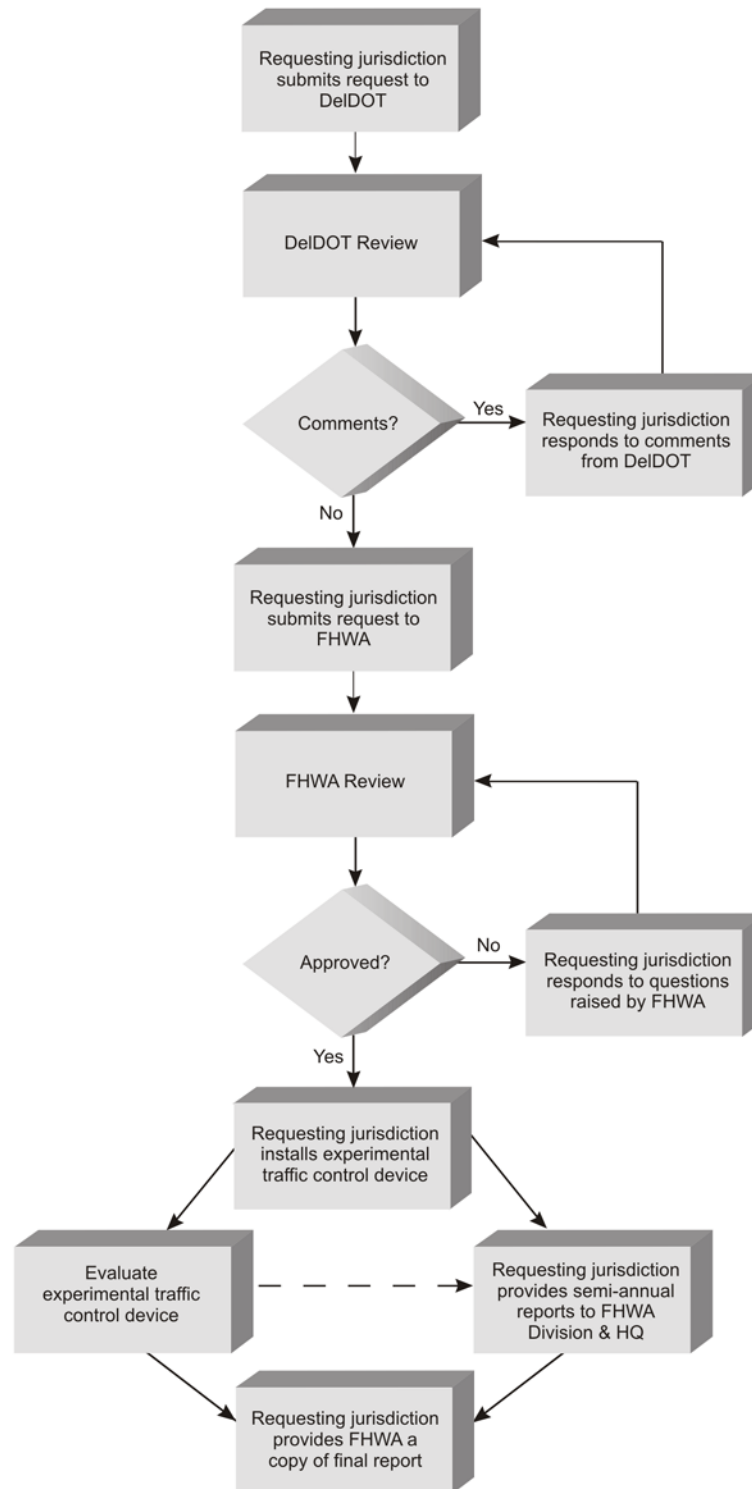 Requesting jurisdiction
submits request to
DelDOT
DelDOT Review
Comments?
Yes
Requesting jurisdiction
responds to comments
from DelDOT
No
Requesting jurisdiction
submits request to
FHWA
FHWA Review
Approved?
No
Requesting jurisdiction
responds to questions
raised by FHWA
Yes
Requesting jurisdiction
installs experimental
traffic control device
Evaluate
experimental traffic
control device
Requesting jurisdiction
provides semi-annual
reports to FHWA
Division & HQ
Requesting jurisdiction
provides FHWA a
copy of final report